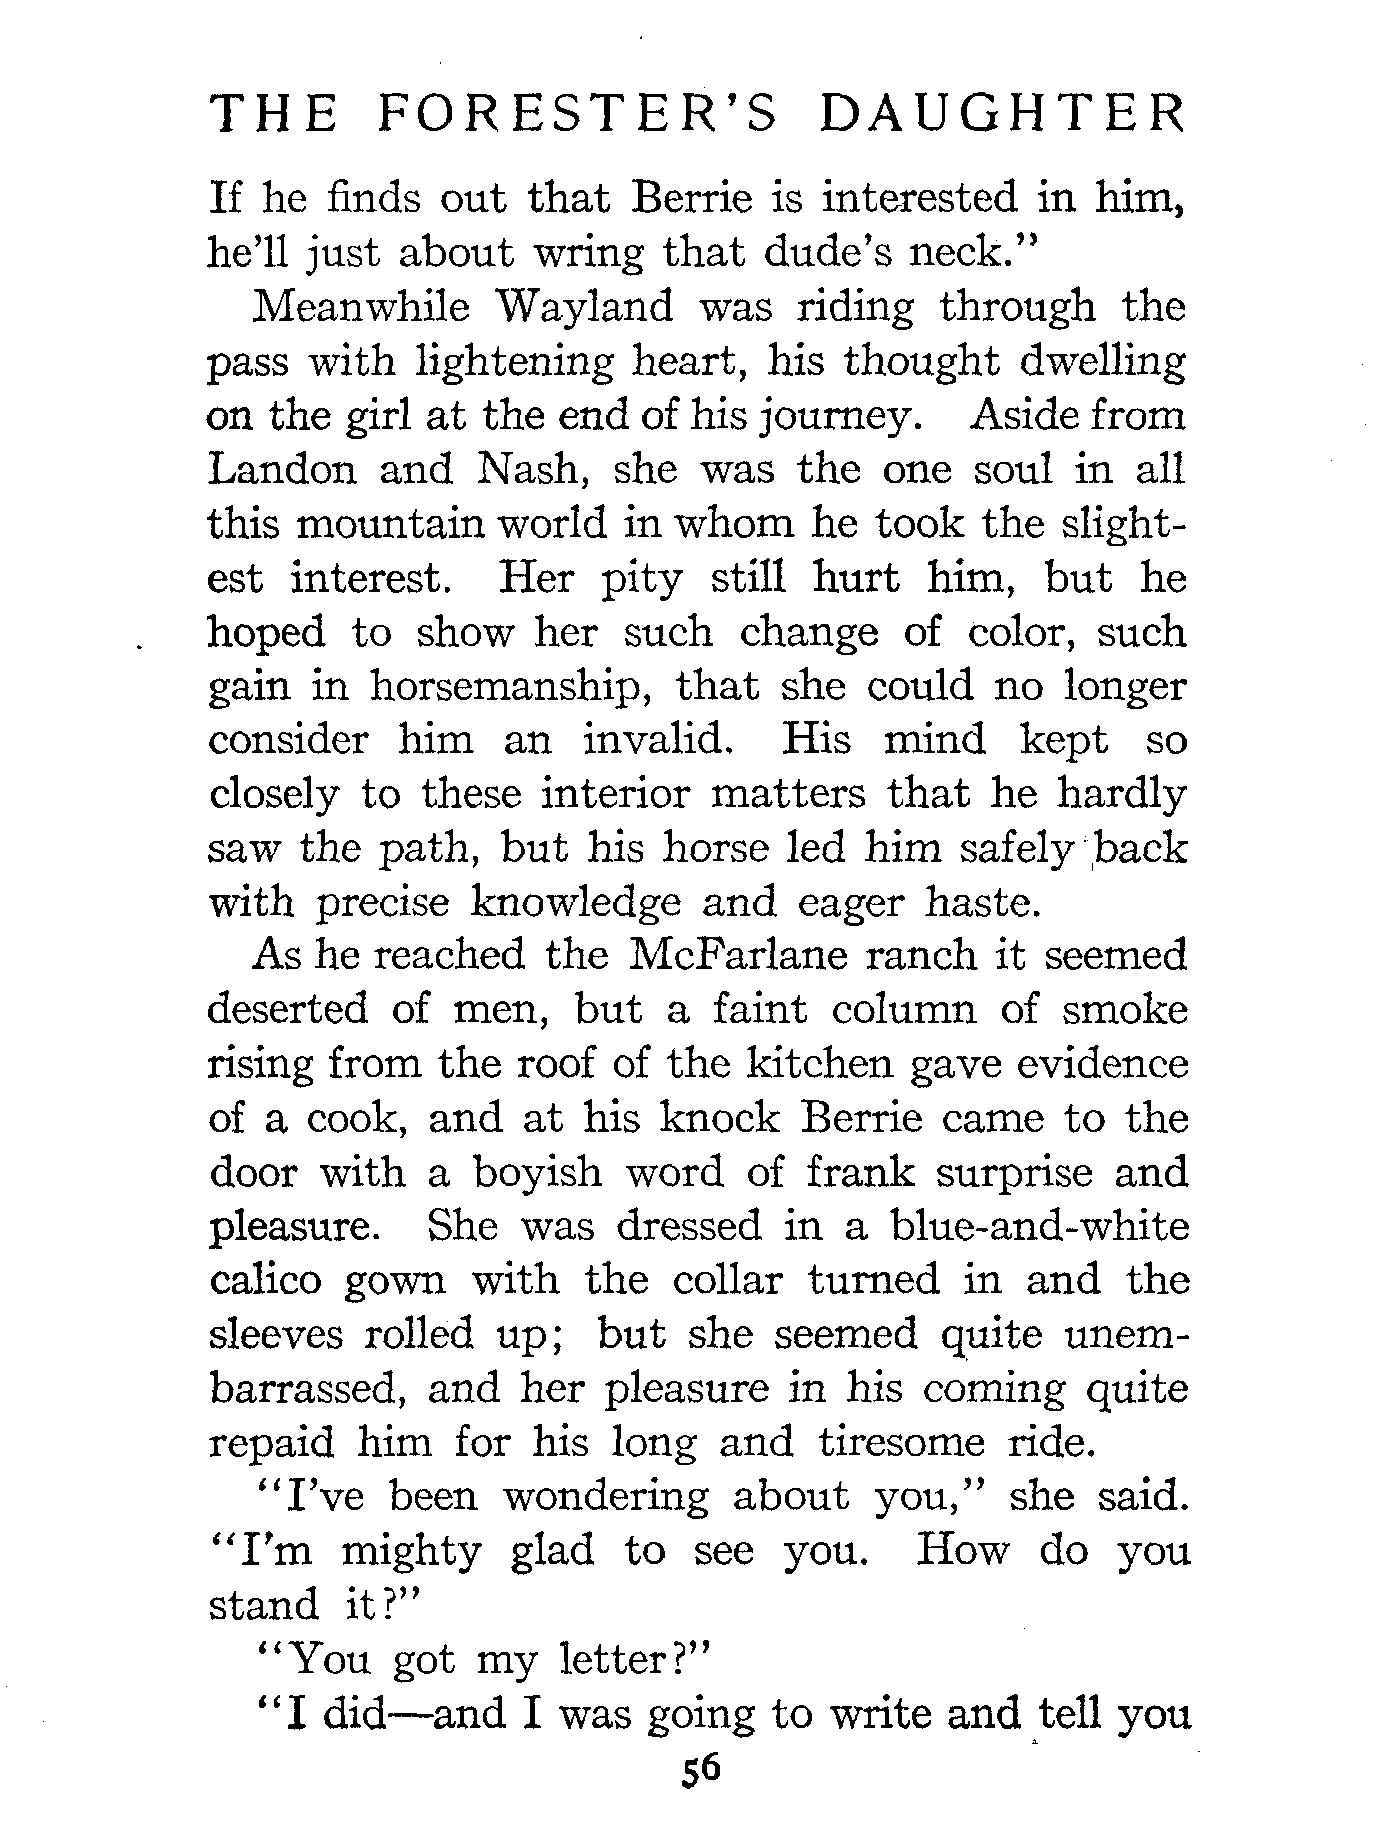 THE FORESTER'S DAUGHTER
If he finds out that Berrie is interested in him,
he'll just about wring that dude's neck."
Meanwhile Wayland was riding through the
pass with lightening heart, his thought dwelling
on the girl at the end of his journey. Aside from
Landon and Nash, she was the one soul in all
this mountain world in whom he took the slight-
est interest. Her pity still hurt him, but he
hoped to show her such change of color, such
gain in horsemanship, that she could no longer
consider him an invalid. His mind kept so
closely to these interior matters that he hardly
saw the path, but his horse led him safely back
with precise knowledge and eager haste.
As he reached the McFarlane ranch it seemed
deserted of men, but a faint column of smoke
rising from the roof of the kitchen gave evidence
of a cook, and at his knock Berrie came to the
door with a boyish word of frank surprise and
pleasure. She was dressed in a blue-and-white
calico gown with the collar turned in and the
sleeves rolled up; but she seemed quite unem-
barrassed, and her pleasure in his coming quite
repaid him for his long and tiresome ride.
"I've been wondering about you," she said.
"I'm mighty glad to see you. How do you
stand it?"
"You got my letter?"
"I did—and I was going to write and tell you
56